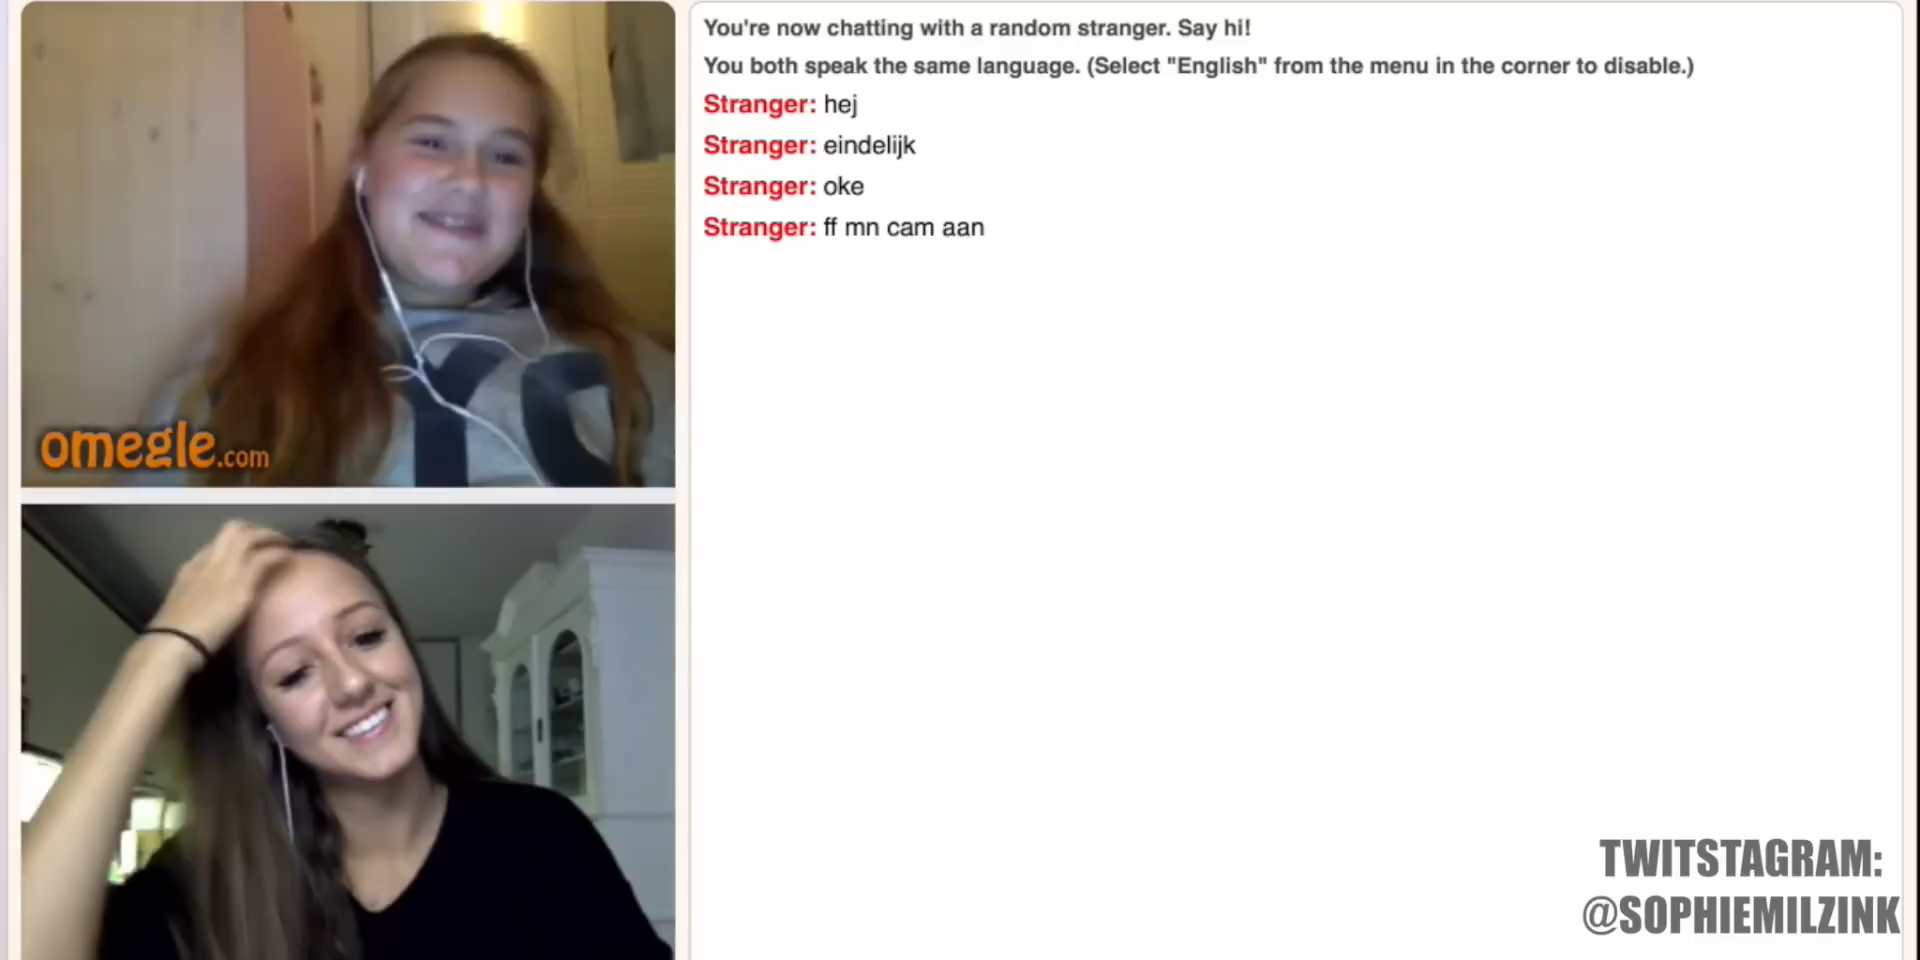 You're now chatting with a random stranger. Say hi!
You both speak the same language. (Select "English" from the menu in the corner to disable.)
Stranger: hej
Stranger: eindelijk
Stranger: oke
Stranger: ff mn cam aan
omegle.com
TWITSTAGRAM:
@SOPHIEMILZINK